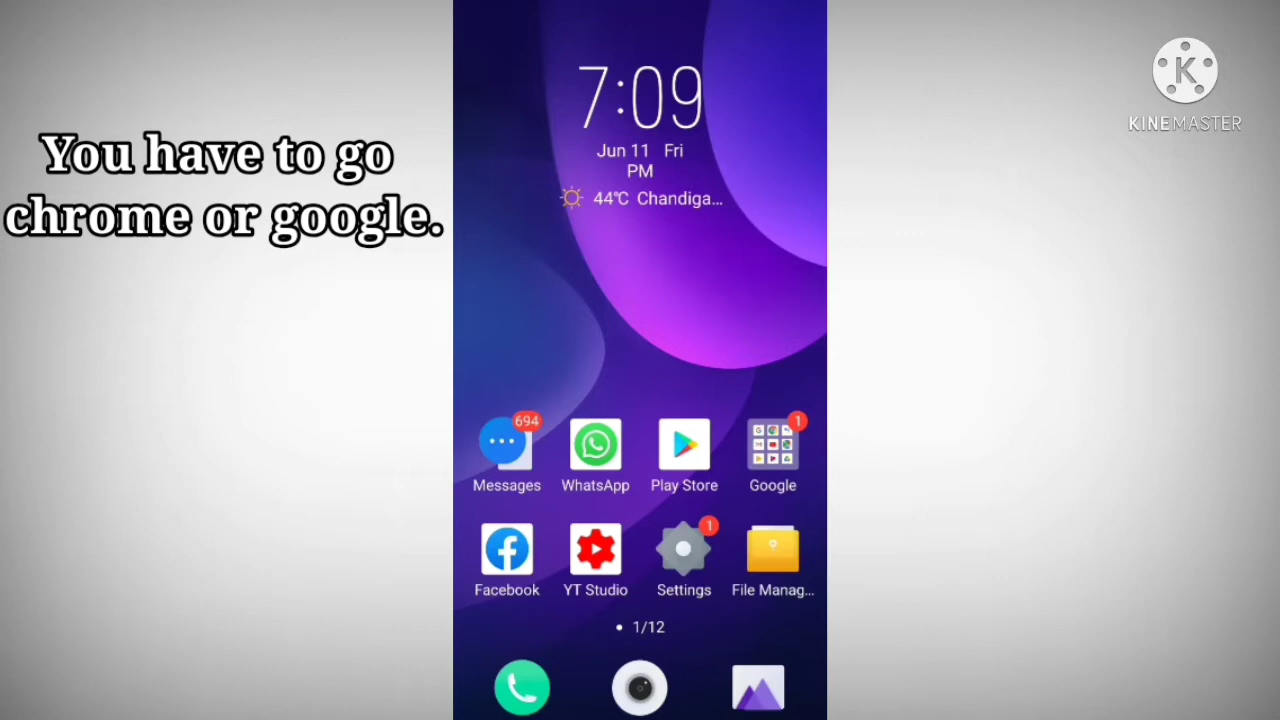 You have to go
chrome or google.
KINEMASTER
7:09
Jun 11 Fri
PM
44℃ Chandiga...
694
1
Messages
WhatsApp
Play Store
Google
1
Facebook
YT Studio
Settings
File Manag...
1/12